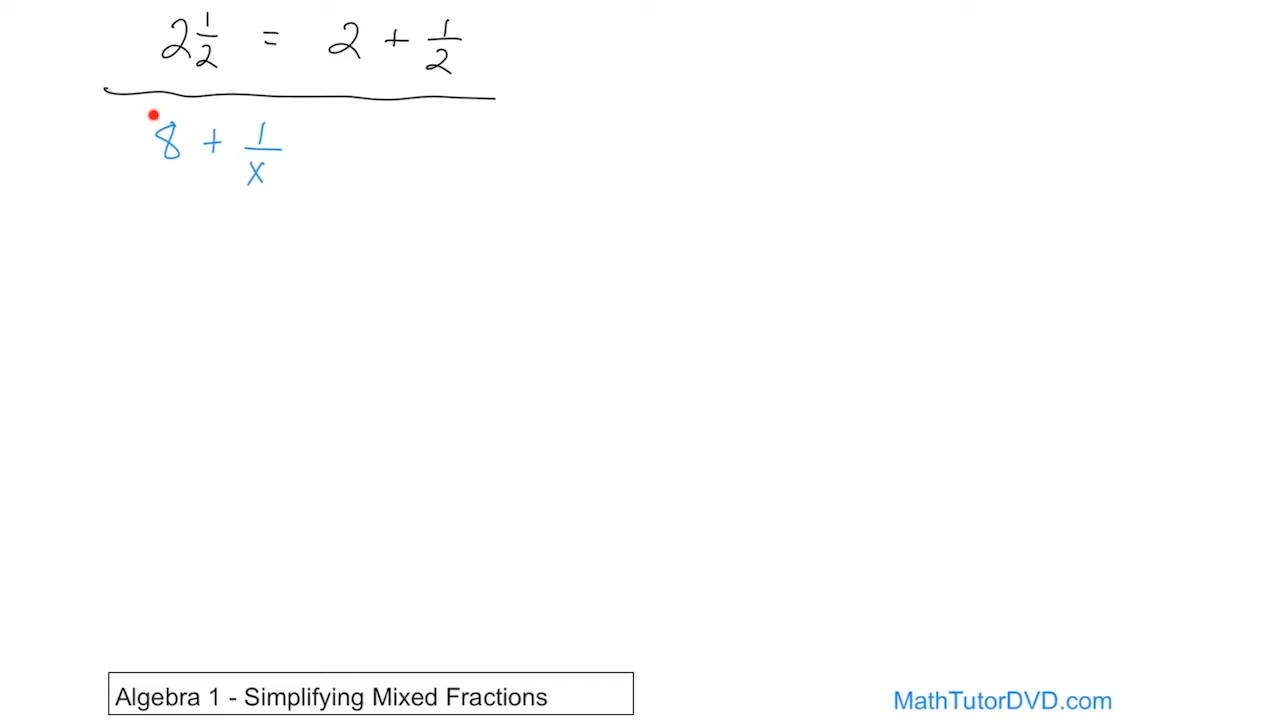 2 1/2 = 2 + 1/2
8 + 1/x
Algebra 1 - Simplifying Mixed Fractions
MathTutorDVD.com